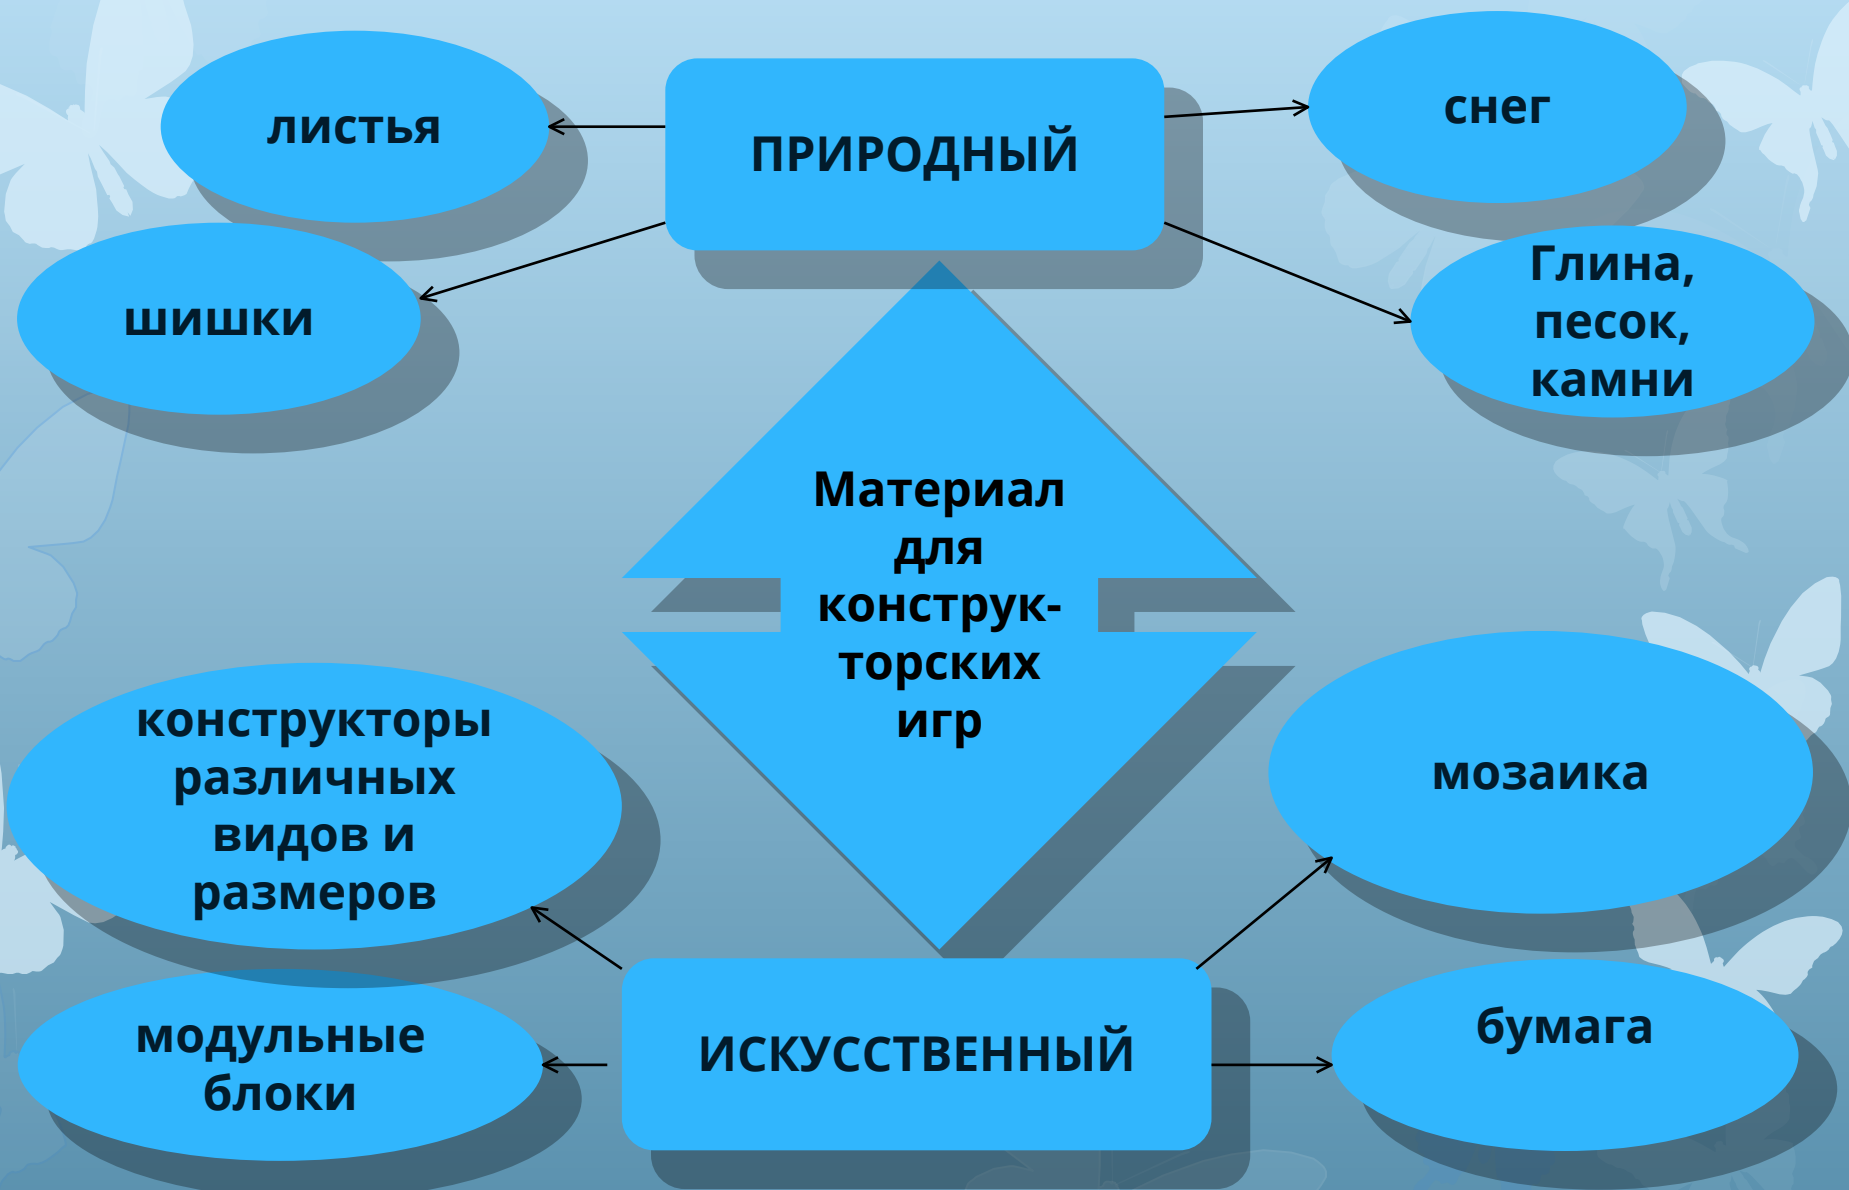 листья
ПРИРОДНЫЙ
снег
шишки
Глина,
песок,
камни
Материал
для
конструк-
торских
игр
конструкторы
различных
видов и
размеров
мозаика
модульные
блоки
ИСКУССТВЕННЫЙ
бумага